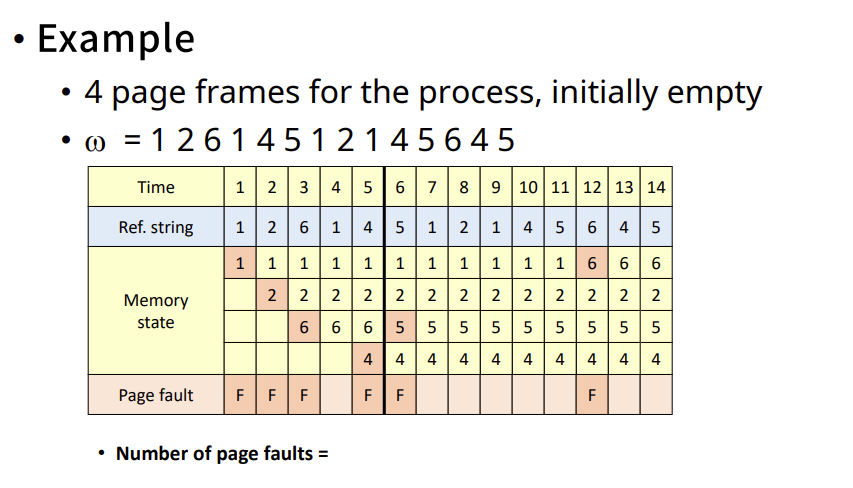 • Example
• 4 page frames for the process, initially empty
• ω = 1 2 6 1 4 5 1 2 1 4 5 6 4 5
Time 1 2 3 4 5 6 7 8 9 10 11 12 13 14
Ref. string 1 2 6 1 4 5 1 2 1 4 5 6 4 5
Memory state
1 1 1 1 1 1 1 1 1 1 1 6 6 6
2 2 2 2 2 2 2 2 2 2 2 2 2
6 6 6 5 5 5 5 5 5 5 5 5
4 4 4 4 4 4 4 4 4 4
Page fault F F F F F F
• Number of page faults =